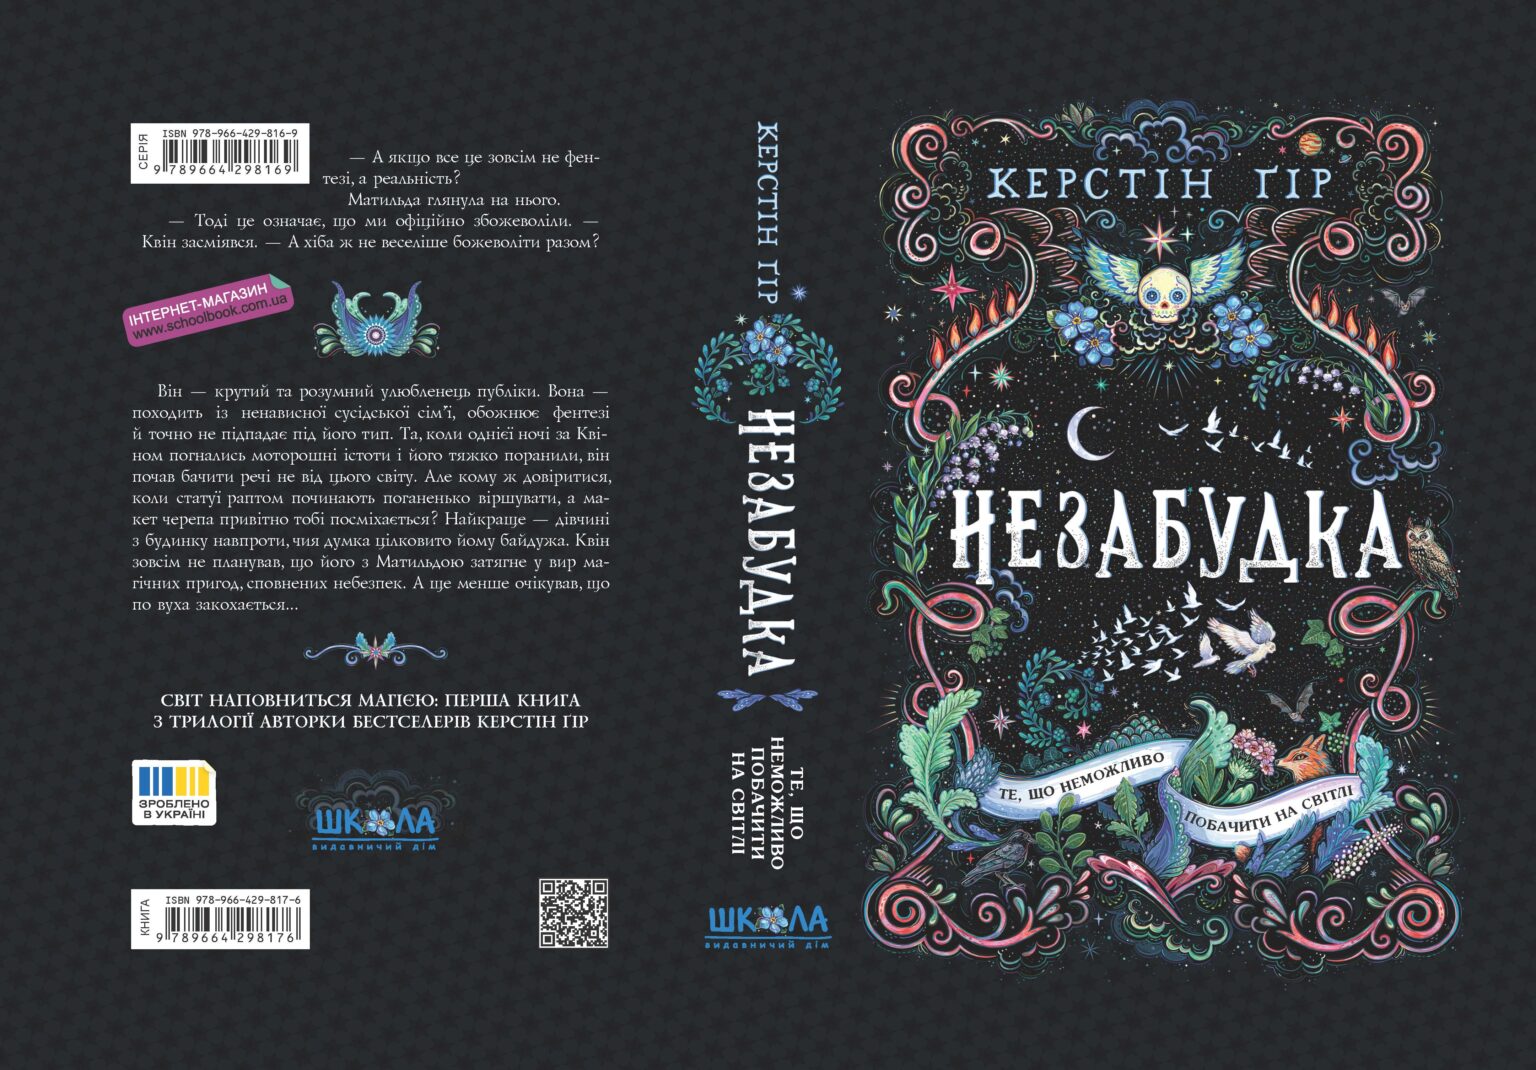 СЕРІЯ
ISBN 978-966-429-816-9
9 789664 298169
— А якщо все це зовсім не фен-
тезі, а реальність?
Матильда глянула на нього.
— Тоді це означає, що ми офіційно збожеволіли. —
Квін засміявся. — А хіба ж не веселіше божеволіти разом?
ІНТЕРНЕТ-МАГАЗИН
www.schoolbook.com.ua
Він — крутий та розумний улюбленець публіки. Вона —
походить із ненависної сусідської сім’ї, обожнює фентезі
й точно не підпадає під його тип. Та, коли однієї ночі за Кві-
ном погнались моторошні істоти і його тяжко поранили, він
почав бачити речі не від цього світу. Але кому ж довіритися,
коли статуї раптом починають поганенько віршувати, а ма-
кет черепа привітно тобі посміхається? Найкраще — дівчині
з будинку навпроти, чия думка цілковито йому байдужа. Квін
зовсім не планував, що його з Матильдою затягне у вир ма-
гічних пригод, сповнених небезпек. А ще менше очікував, що
по вуха закохається...
СВІТ НАПОВНИТЬСЯ МАГІЄЮ: ПЕРША КНИГА
З ТРИЛОГІЇ АВТОРКИ БЕСТСЕЛЕРІВ КЕРСТІН ҐІР
ЗРОБЛЕНО
В УКРАЇНІ
ШКОЛА
видавничий дім
КНИГА
ISBN 978-966-429-817-6
9 789664 298176
КЕРСТІН ҐІР
НЕЗАБУДКА
ТЕ, ЩО
НЕМОЖЛИВО
ПОБАЧИТИ
НА СВІТЛІ
ШКОЛА
видавничий дім
КЕРСТІН ҐІР
НЕЗАБУДКА
ТЕ, ЩО НЕМОЖЛИВО
ПОБАЧИТИ НА СВІТЛІ